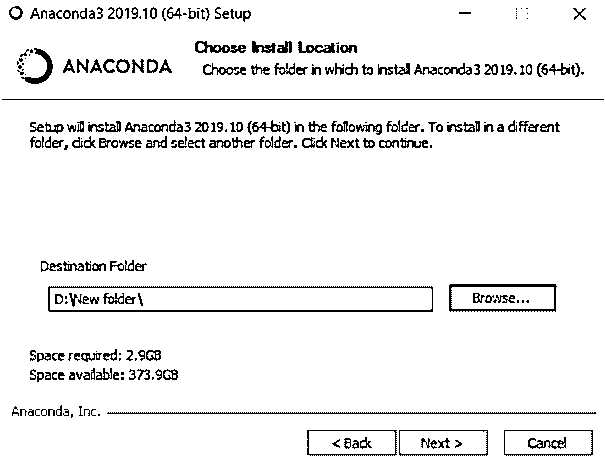 Anaconda3 2019.10 (64-bit) Setup
ANACONDA
Choose Install Location
Choose the folder in which to install Anaconda3 2019.10 (64-bit).
Setup will install Anaconda3 2019.10 (64-bit) in the following folder. To install in a different
folder, click Browse and select another folder. Click Next to continue.
Destination Folder
D:\New folder\
Browse...
Space required: 2.9GB
Space available: 373.9GB
Anaconda, Inc.
< Back
Next >
Cancel